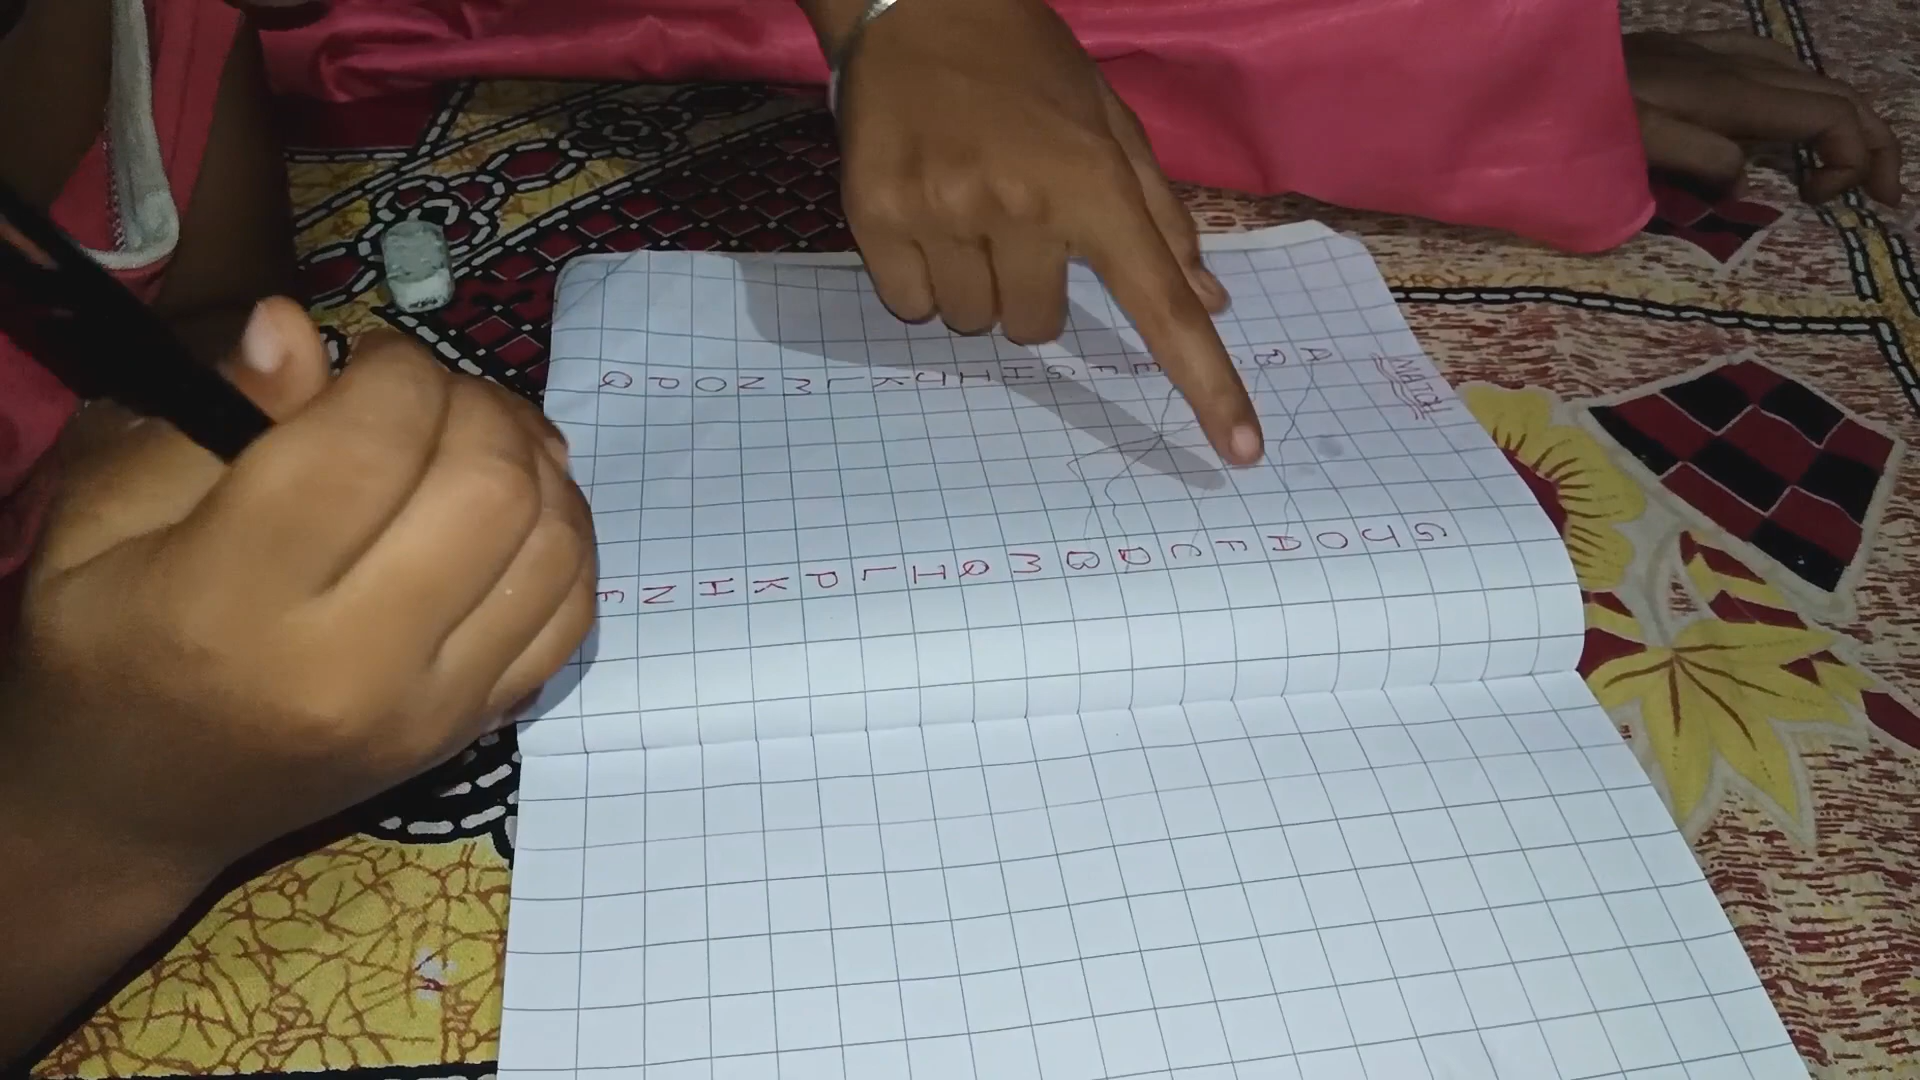 MATCH
A G
B J
O
A
E F
F C
G D
H B
I M
J Q
K I
L L
M P
N K
O H
P N
Q E